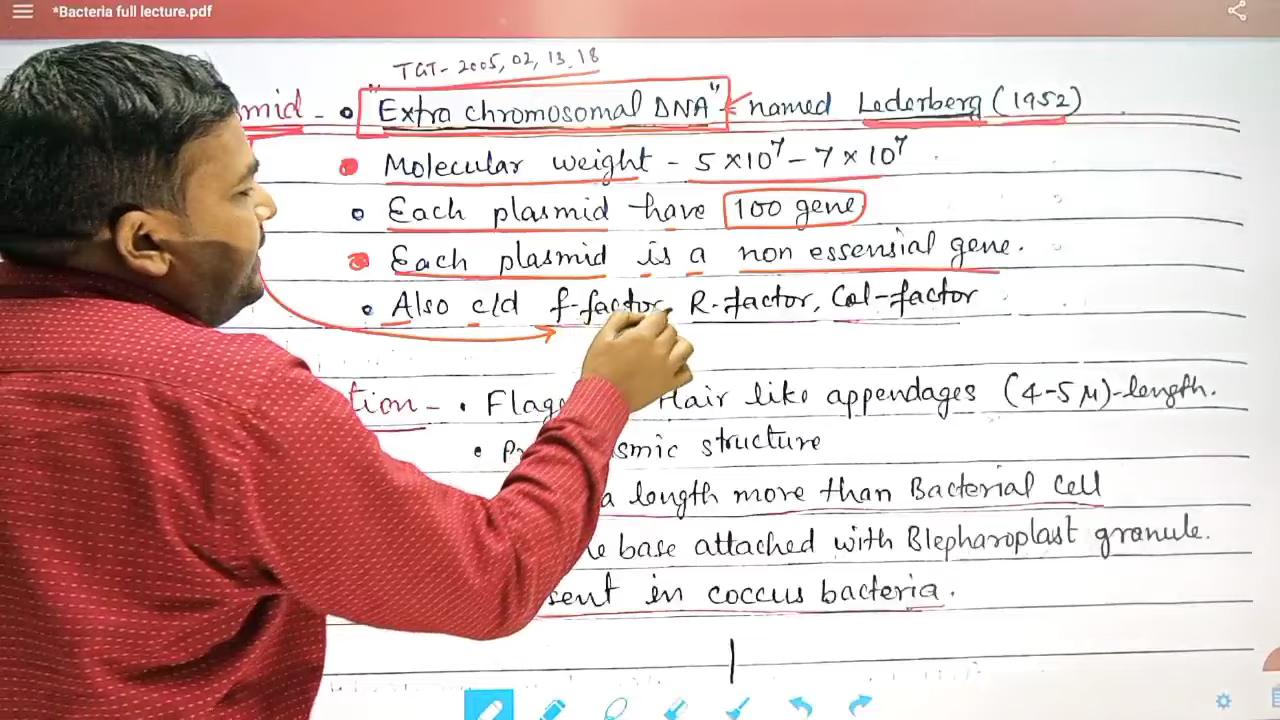 *Bacteria full lecture.pdf
TGT- 2005, 02, 13, 18
smid - • "Extra chromosomal DNA" - named Lederberg (1952)
• Molecular weight - 5×10⁷ - 7×10⁷
• Each plasmid have 100 gene
• Each plasmid is a non essensial gene.
• Also c/d f-factor, R-factor, Col-factor
tion - • Flage Hair like appendages (4-5 μ)-length.
• Pr smic structure
a length more than Bacterial cell
base attached with Blepharoplast granule.
sent in coccus bacteria.